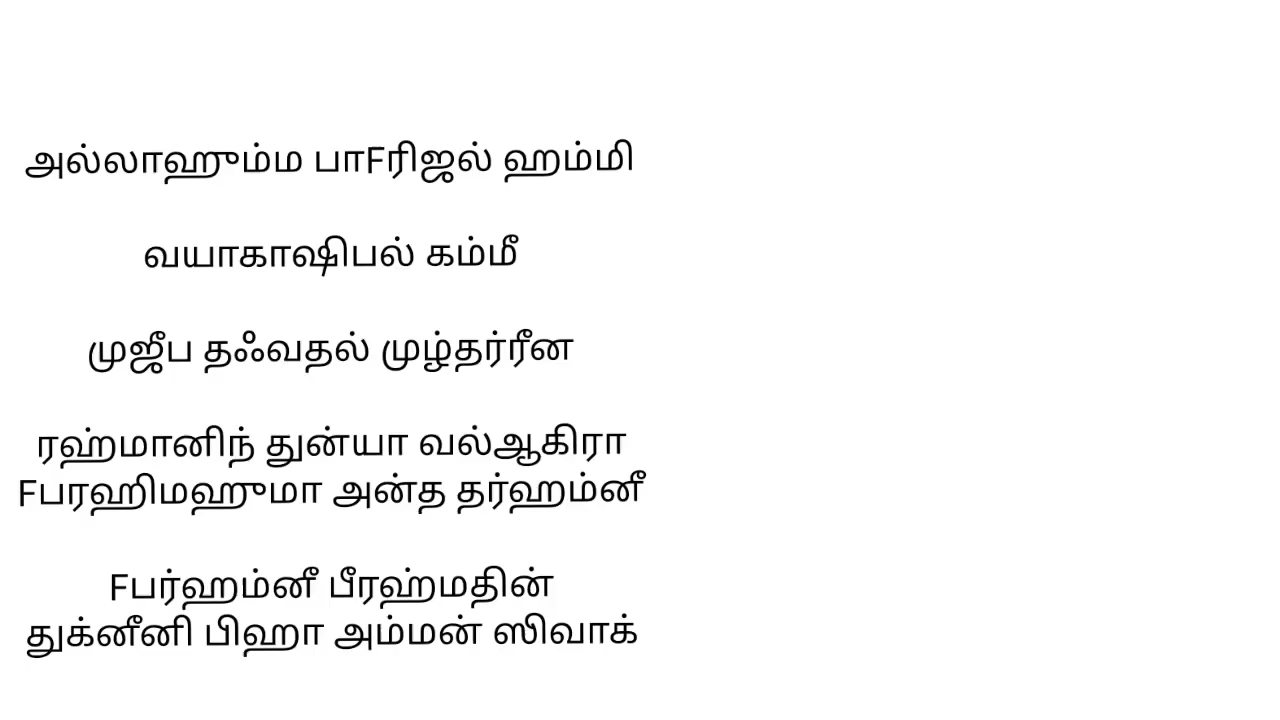 அல்லாஹும்ம பாFரிஜல் ஹம்மி
வயாகாஷிபல் கம்மீ
முஜீப தஃவதல் முழ்தர்ரீன
ரஹ்மானிந் துன்யா வல்ஆகிரா
Fபரஹிமஹுமா அன்த தர்ஹம்னீ
Fபர்ஹம்னீ பீரஹ்மதின்
துக்னீனி பிஹா அம்மன் ஸிவாக்